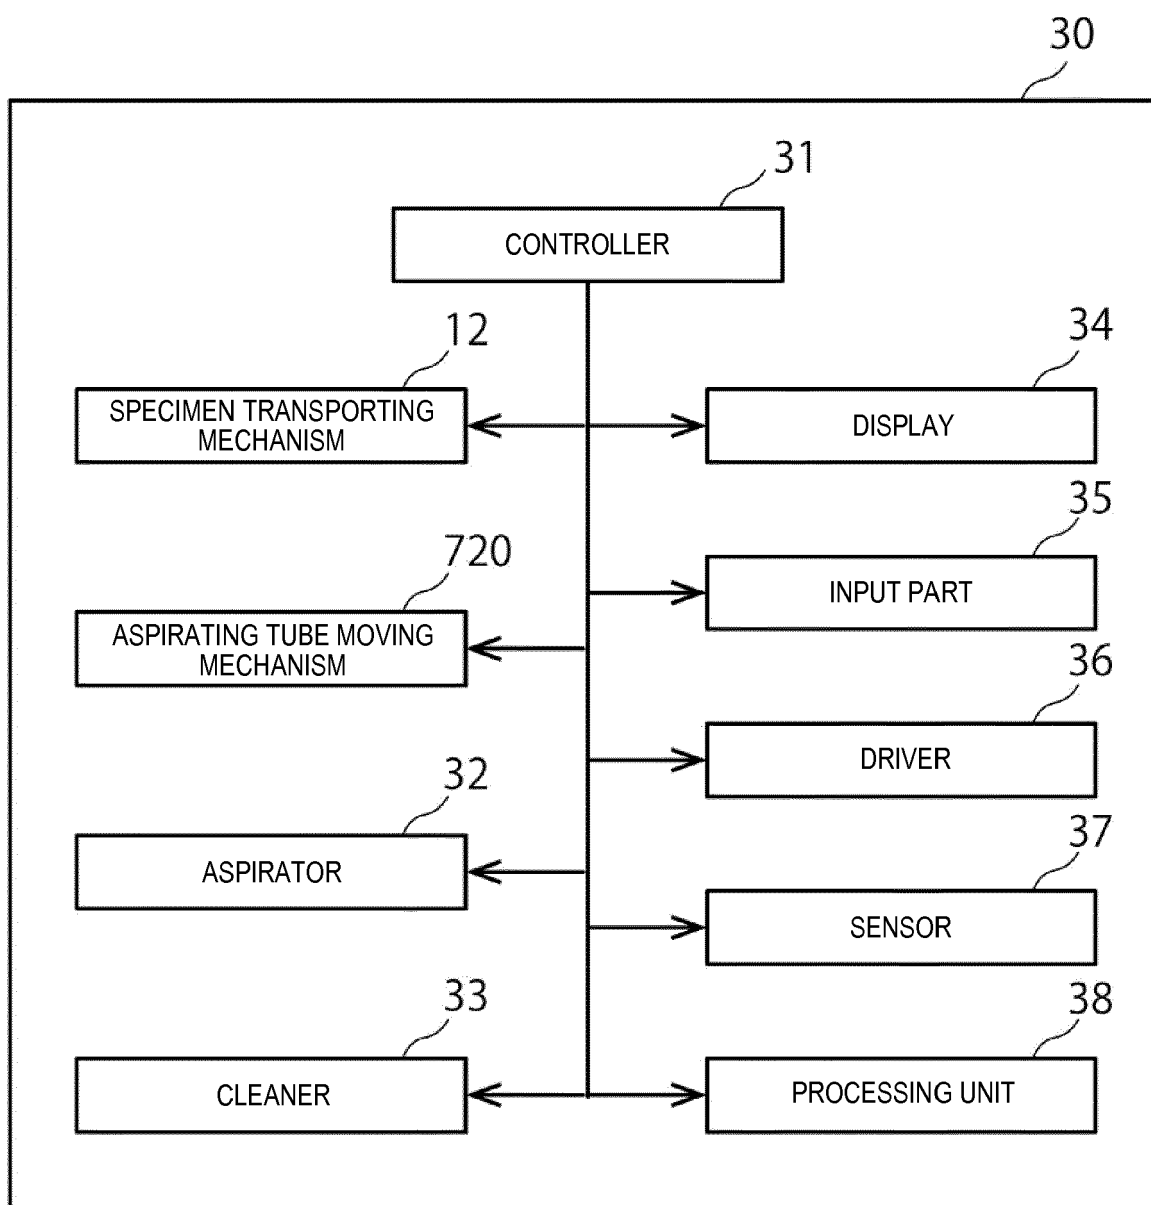 30
31
CONTROLLER
12
SPECIMEN TRANSPORTING
MECHANISM
34
DISPLAY
35
INPUT PART
720
ASPIRATING TUBE MOVING
MECHANISM
36
DRIVER
32
ASPIRATOR
37
SENSOR
33
CLEANER
38
PROCESSING UNIT